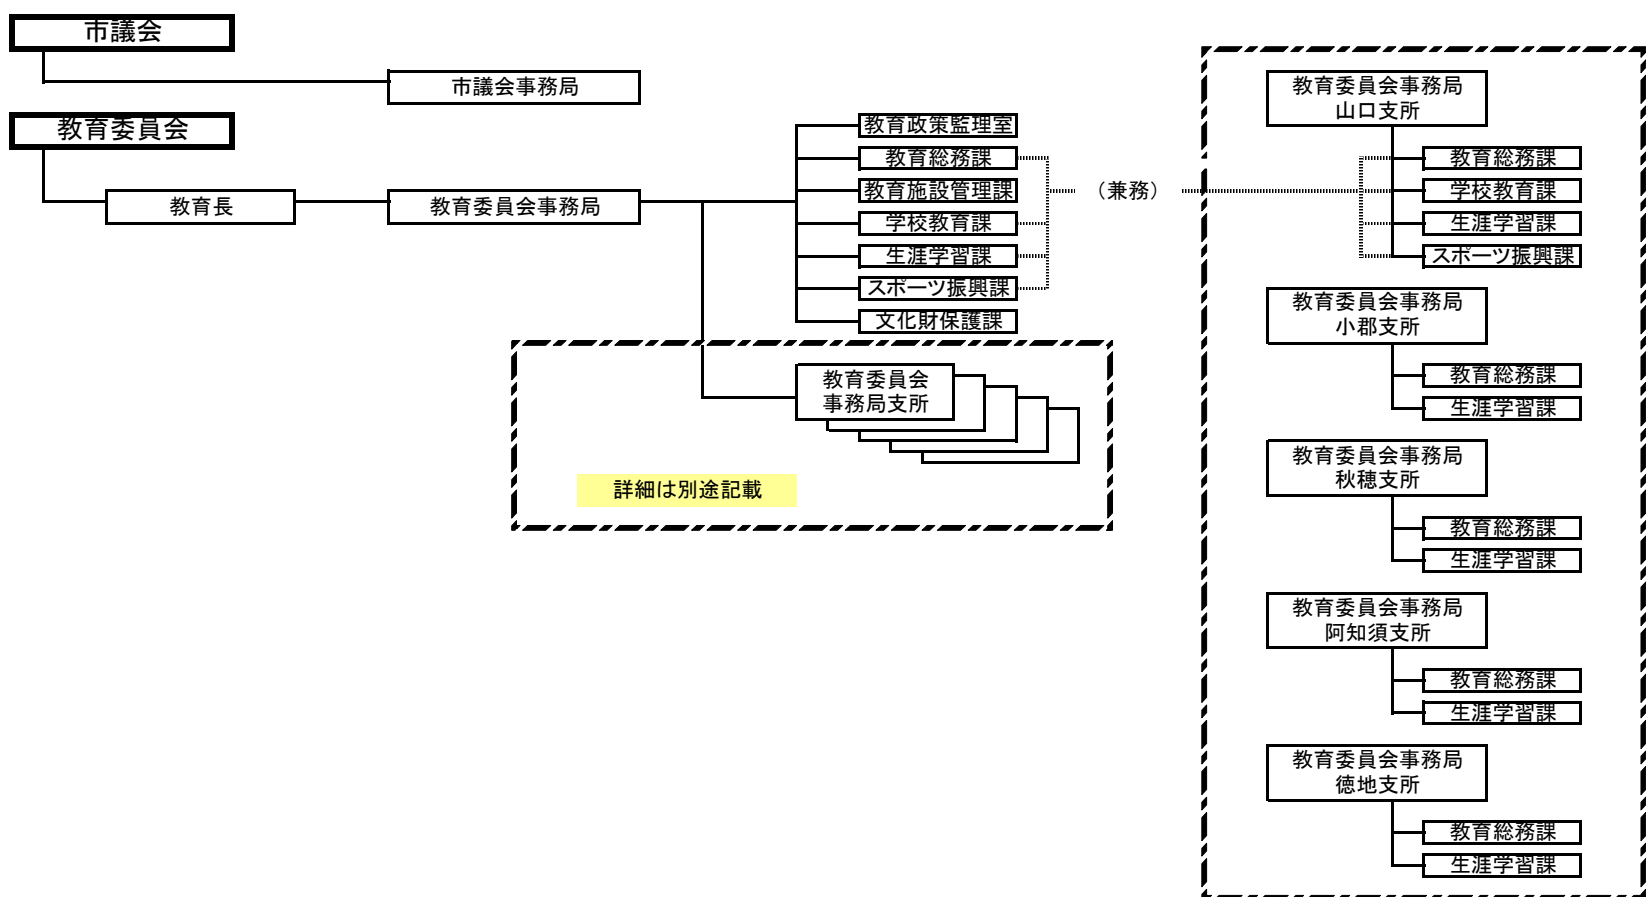 市議会
市議会事務局
教育委員会
教育長
教育委員会事務局
教育政策監理室
教育総務課
教育施設管理課
学校教育課
生涯学習課
スポーツ振興課
文化財保護課
（兼務）
教育委員会
事務局支所
詳細は別途記載
教育委員会事務局
山口支所
教育総務課
学校教育課
生涯学習課
スポーツ振興課
教育委員会事務局
小郡支所
教育総務課
生涯学習課
教育委員会事務局
秋穂支所
教育総務課
生涯学習課
教育委員会事務局
阿知須支所
教育総務課
生涯学習課
教育委員会事務局
徳地支所
教育総務課
生涯学習課